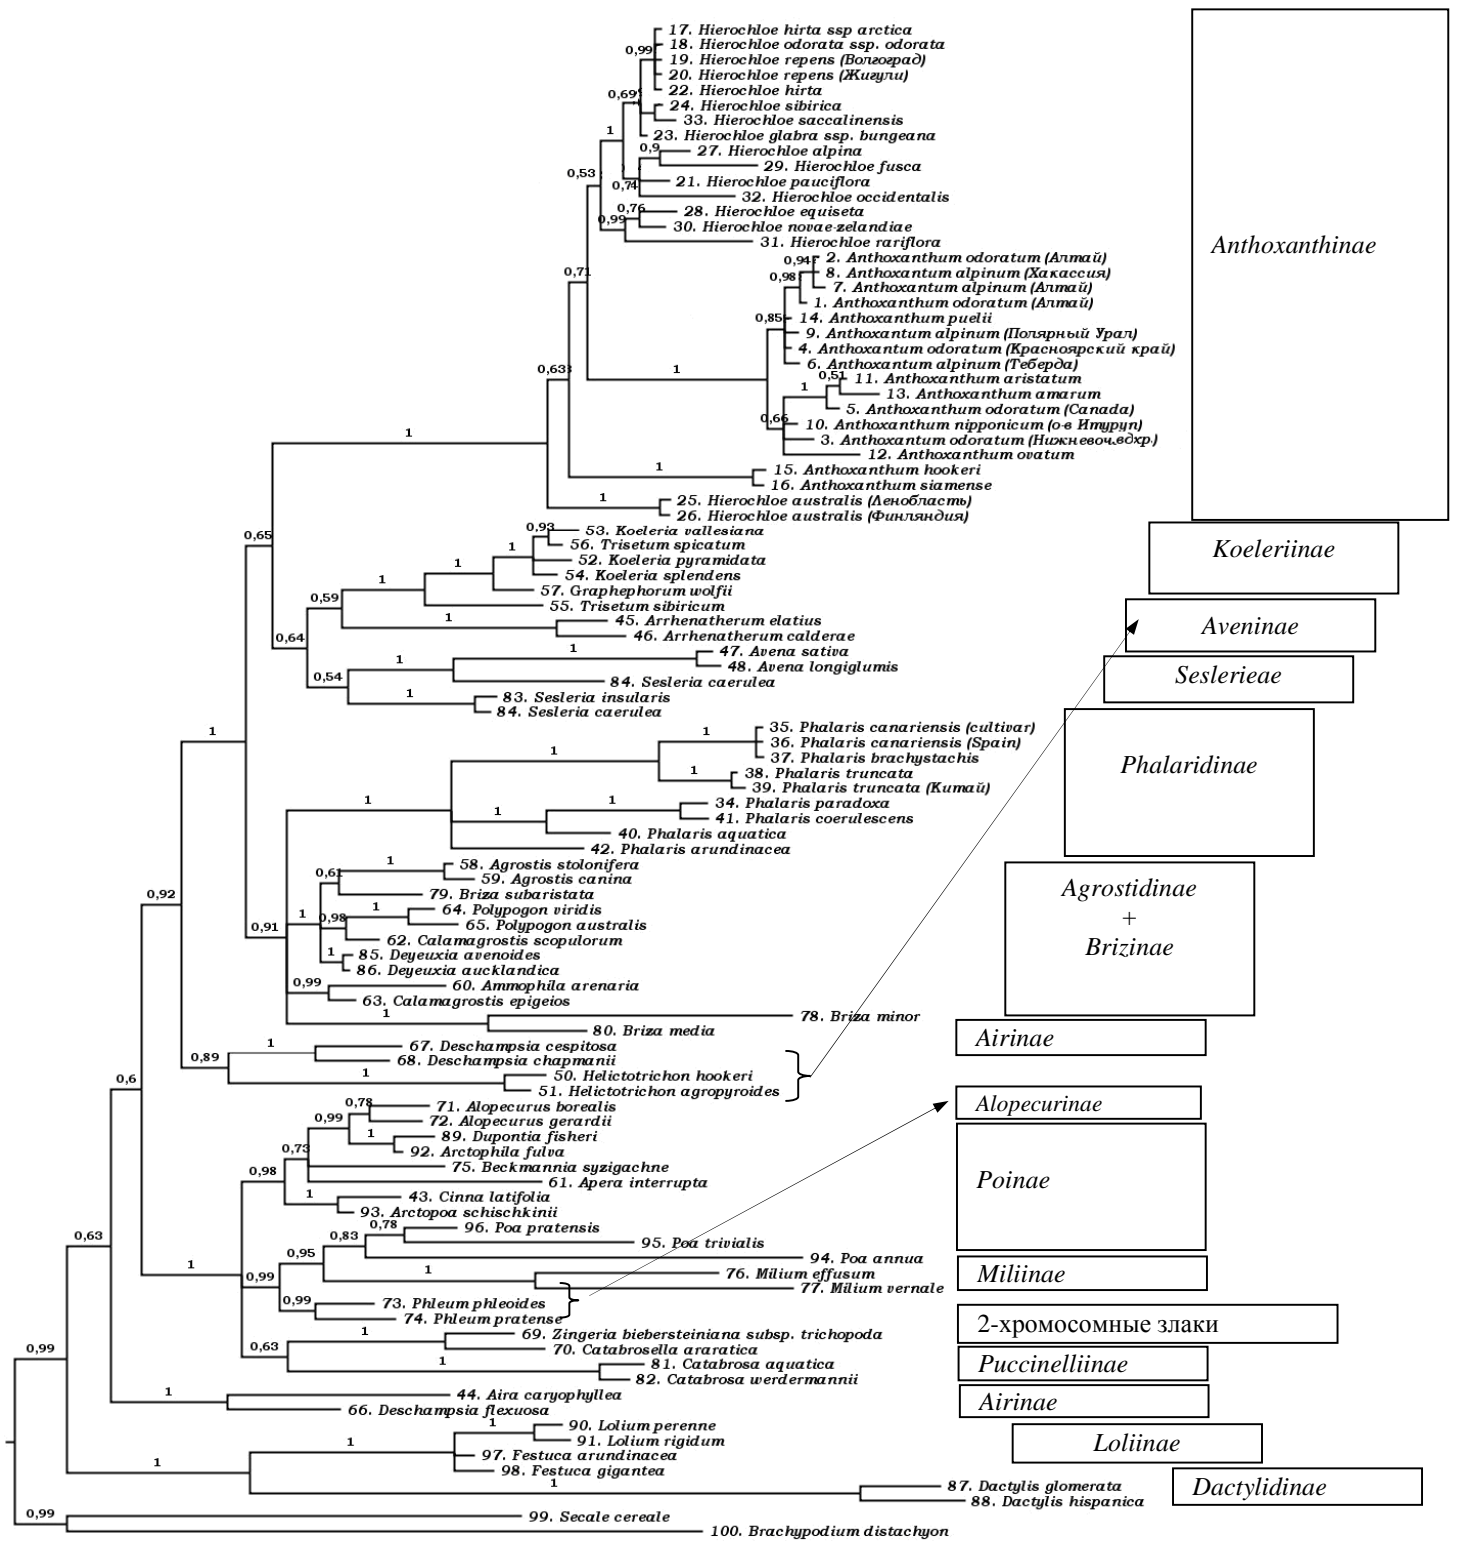 17. Hierochloe hirta ssp arctica
18. Hierochloe odorata ssp. odorata
0,99
19. Hierochloe repens (Волгоград)
20. Hierochloe repens (Жигули)
22. Hierochloe hirta
0,69
24. Hierochloe sibirica
33. Hierochloe saccalinensis
1
23. Hierochloe glabra ssp. bungeana
0,9
27. Hierochloe alpina
29. Hierochloe fusca
0,53
21. Hierochloe pauciflora
0,74
32. Hierochloe occidentalis
0,76
28. Hierochloe equiseta
0,99
30. Hierochloe novae-zelandiae
31. Hierochloe rariflora
Anthoxanthinae
0,94
2. Anthoxantum odoratum (Алтай)
0,71
0,98
8. Anthoxantum alpinum (Хакассия)
7. Anthoxantum alpinum (Алтай)
1. Anthoxanthum odoratum (Алтай)
0,85
14. Anthoxanthum puelii
9. Anthoxantum alpinum (Полярный Урал)
4. Anthoxantum odoratum (Красноярский край)
6. Anthoxantum alpinum (Теберда)
0,63
1
0,51
11. Anthoxanthum aristatum
1
13. Anthoxanthum amarum
5. Anthoxanthum odoratum (Canada)
0,66
10. Anthoxanthum nipponicum (о-в Итуруп)
1
3. Anthoxantum odoratum (Нижневоч.вдхр.)
12. Anthoxanthum ovatum
1
15. Anthoxanthum hookeri
16. Anthoxanthum siamense
1
25. Hierochloe australis (Ленобласть)
26. Hierochloe australis (Финляндия)
0,65
0,93
53. Koeleria vallesiana
1
56. Trisetum spicatum
Koeleriinae
1
52. Koeleria pyramidata
1
54. Koeleria splendens
0,59
57. Graphephorum wolfii
55. Trisetum sibiricum
1
45. Arrhenatherum elatius
Aveninae
0,64
46. Arrhenatherum calderae
1
1
47. Avena sativa
48. Avena longiglumis
0,54
84. Sesleria caerulea
Seslerieae
1
83. Sesleria insularis
84. Sesleria caerulea
1
1
35. Phalaris canariensis (cultivar)
36. Phalaris canariensis (Spain)
1
37. Phalaris brachystachis
Phalaridinae
1
38. Phalaris truncata
39. Phalaris truncata (Китай)
1
1
34. Phalaris paradoxa
1
41. Phalaris coerulescens
40. Phalaris aquatica
42. Phalaris arundinacea
1
58. Agrostis stolonifera
0,61
59. Agrostis canina
Agrostidinae
0,92
79. Briza subaristata
1
0,98
1
64. Polypogon viridis
+
0,91
65. Polypogon australis
62. Calamagrostis scopulorum
Brizinae
1
85. Deyeuxia avenoides
86. Deyeuxia aucklandica
0,99
60. Ammophila arenaria
63. Calamagrostis epigeios
1
78. Briza minor
80. Briza media
Airinae
1
67. Deschampsia cespitosa
0,89
68. Deschampsia chapmanii
1
50. Helictotrichon hookeri
0,6
51. Helictotrichon agropyroides
0,78
71. Alopecurus borealis
Alopecurinae
0,99
72. Alopecurus gerardii
1
89. Dupontia fisheri
0,73
92. Arctophila fulva
75. Beckmannia syzigachne
0,98
61. Apera interrupta
Poinae
1
43. Cinna latifolia
93. Arctopoa schischkinii
0,63
0,83
0,78
96. Poa pratensis
95. Poa trivialis
1
0,95
94. Poa annua
0,99
1
76. Milium effusum
Miliinae
77. Milium vernale
0,99
73. Phleum phleoides
74. Phleum pratense
2-хромосомные злаки
1
69. Zingeria biebersteiniana subsp. trichopoda
0,63
70. Catabrosella araratica
0,99
1
81. Catabrosa aquatica
Puccinelliinae
82. Catabrosa werdermannii
1
44. Aira caryophyllea
Airinae
66. Deschampsia flexuosa
1
90. Lolium perenne
1
91. Lolium rigidum
Loliinae
1
97. Festuca arundinacea
98. Festuca gigantea
1
87. Dactylis glomerata
Dactylidinae
88. Dactylis hispanica
0,99
99. Secale cereale
100. Brachypodium distachyon